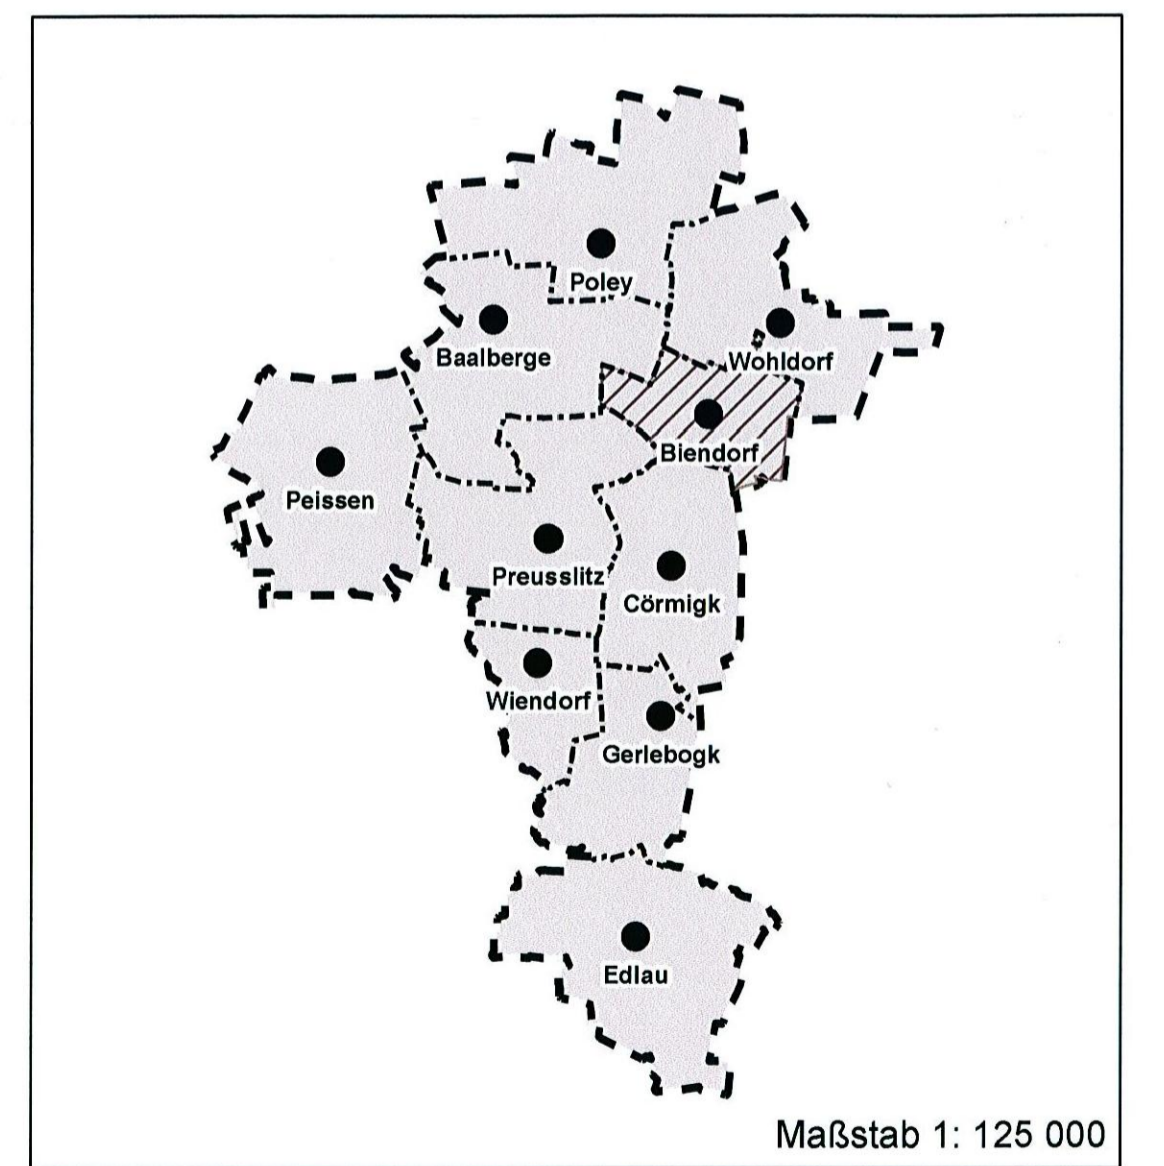 Poley
Baalberge
Wohldorf
Biendorf
Peissen
Preusslitz
Cörmigk
Wiendorf
Gerlebogk
Edlau
Maßstab 1: 125 000